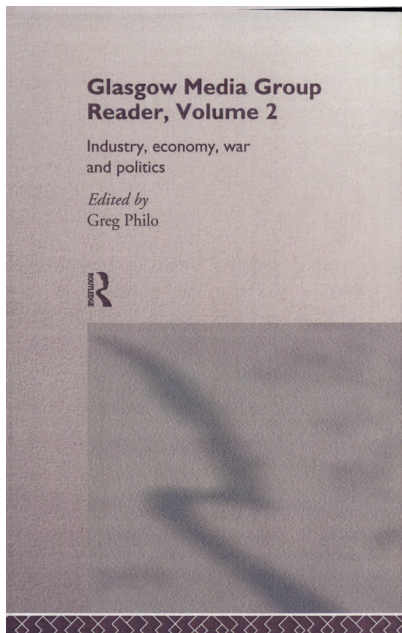 Glasgow Media Group
Reader, Volume 2
Industry, economy, war
and politics
Edited by
Greg Philo
ROUTLEDGE